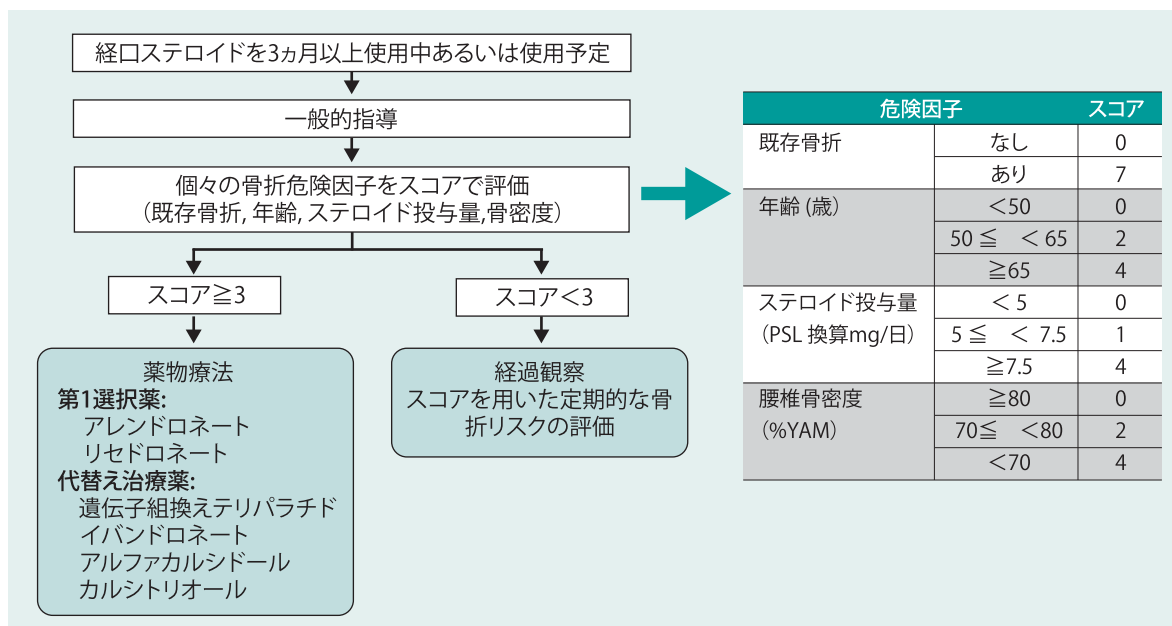 経口ステロイドを3ヵ月以上使用中あるいは使用予定
一般的指導
個々の骨折危険因子をスコアで評価
（既存骨折, 年齢, ステロイド投与量, 骨密度）
スコア≧3
スコア＜3
薬物療法
第1選択薬:
アレンドロネート
リセドロネート
代替え治療薬:
遺伝子組換えテリパラチド
イバンドロネート
アルファカルシドール
カルシトリオール
経過観察
スコアを用いた定期的な骨
折リスクの評価
危険因子 スコア
既存骨折 なし 0
あり 7
年齢 (歳) ＜50 0
50 ≦ ＜ 65 2
≧65 4
ステロイド投与量 ＜ 5 0
（PSL 換算mg/日） 5 ≦ ＜ 7.5 1
≧7.5 4
腰椎骨密度 ≧80 0
（%YAM） 70≦ ＜80 2
＜70 4